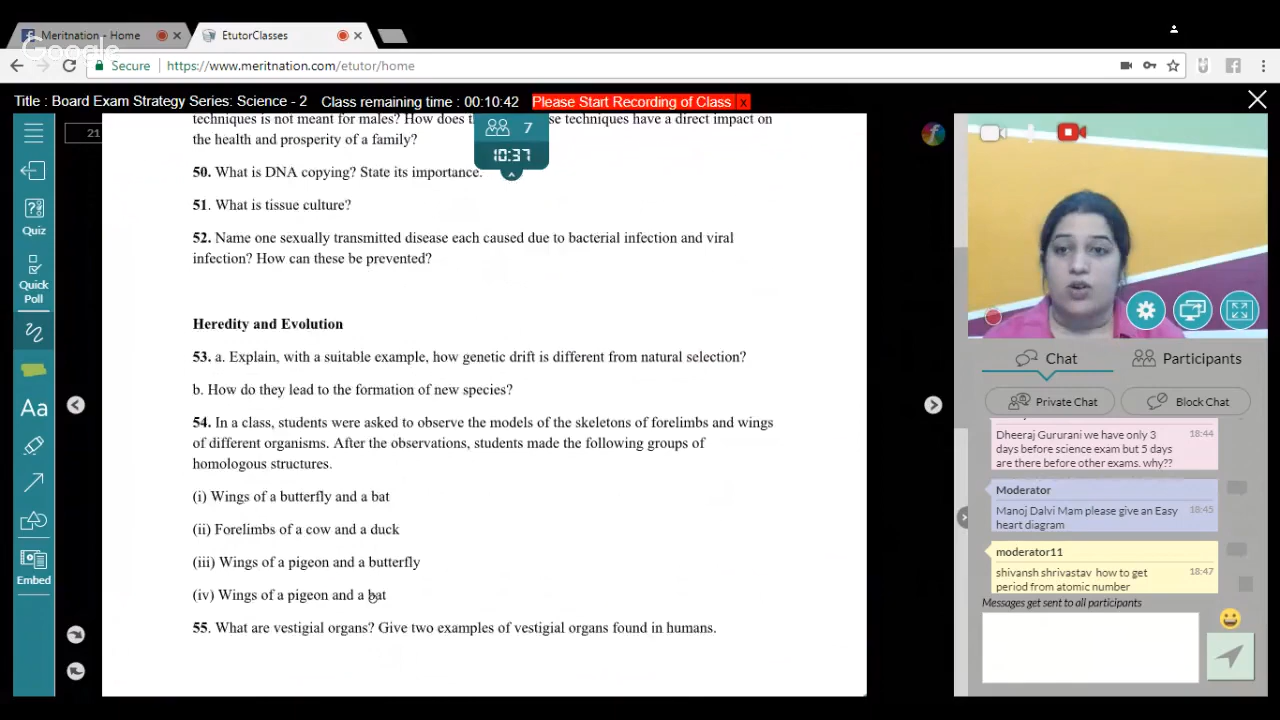 Meritnation - Home
EtutorClasses
Google
Secure
https://www.meritnation.com/etutor/home
Title : Board Exam Strategy Series: Science - 2 Class remaining time : 00:10:42 Please Start Recording of Class x
21
7
10:37
techniques is not meant for males? How does t se techniques have a direct impact on
the health and prosperity of a family?
50. What is DNA copying? State its importance.
51. What is tissue culture?
52. Name one sexually transmitted disease each caused due to bacterial infection and viral
infection? How can these be prevented?
Heredity and Evolution
53. a. Explain, with a suitable example, how genetic drift is different from natural selection?
b. How do they lead to the formation of new species?
54. In a class, students were asked to observe the models of the skeletons of forelimbs and wings
of different organisms. After the observations, students made the following groups of
homologous structures.
(i) Wings of a butterfly and a bat
(ii) Forelimbs of a cow and a duck
(iii) Wings of a pigeon and a butterfly
(iv) Wings of a pigeon and a bat
55. What are vestigial organs? Give two examples of vestigial organs found in humans.
Quiz
Quick
Poll
Aa
Embed
Chat
Participants
Private Chat
Block Chat
Dheeraj Gururani we have only 3
days before science exam but 5 days
are there before other exams. why??
18:44
Moderator
Manoj Dalvi Mam please give an Easy
heart diagram
18:45
moderator11
shivansh shrivastav how to get
period from atomic number
18:47
Messages get sent to all participants